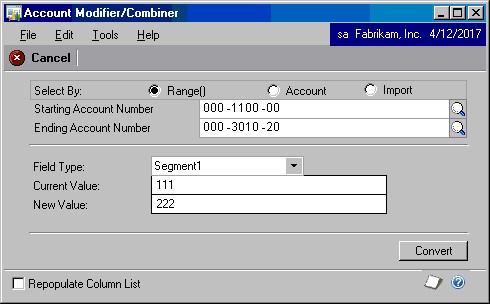 Account Modifier/Combiner
File Edit Tools Help sa Fabrikam, Inc. 4/12/2017
Cancel
Select By: Range() Account Import
Starting Account Number 000 -1100 -00
Ending Account Number 000 -3010 -20
Field Type: Segment1
Current Value: 111
New Value: 222
Convert
Repopulate Column List